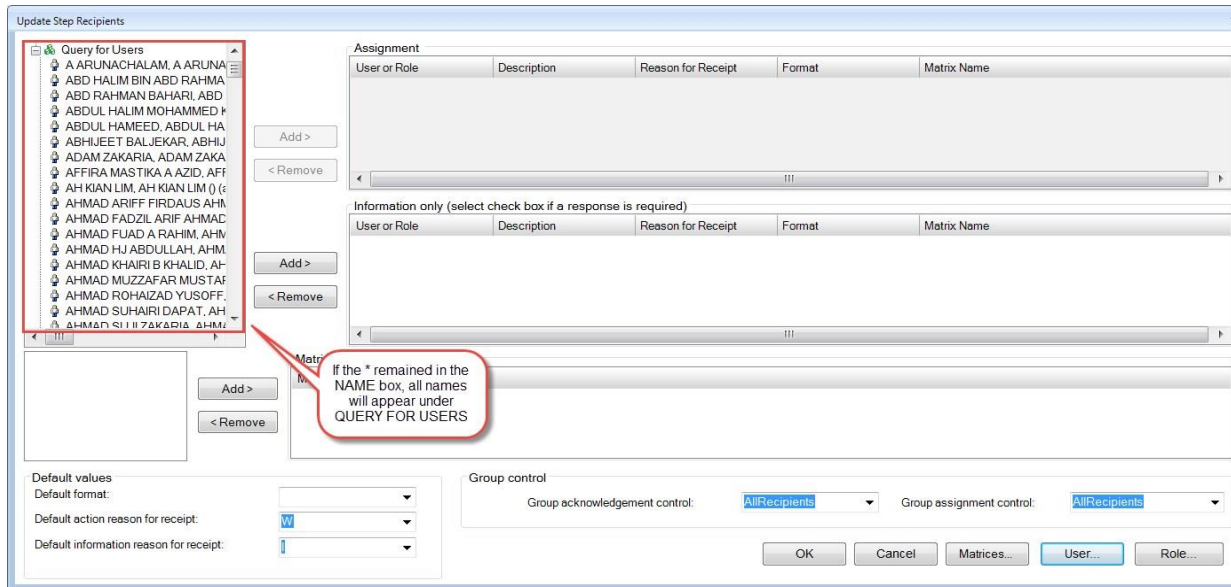 Update Step Recipients
Query for Users
A ARUNACHALAM, A ARUNA
ABD HALIM BIN ABD RAHMA
ABD RAHMAN BAHARI, ABD
ABDUL HALIM MOHAMMED K
ABDUL HAMEED, ABDUL HA
ABHIJEET BALJEKAR, ABHIJ
ADAM ZAKARIA, ADAM ZAKA
AFFIRA MASTIKA A AZID, AFF
AH KIAN LIM, AH KIAN LIM () (a
AHMAD ARIFF FIRDAUS AHM
AHMAD FADZIL ARIF AHMAD
AHMAD FUAD A RAHIM, AHM
AHMAD HJ ABDULLAH, AHM
AHMAD KHAIRI B KHALID, AH
AHMAD MUZZAFAR MUSTAF
AHMAD ROHAIZAD YUSOFF,
AHMAD SUHAIRI DAPAT, AH
AHMAD SUJI ZAKARIA, AHMA
Add >
< Remove
Assignment
User or Role Description Reason for Receipt Format Matrix Name
Add >
< Remove
Information only (select check box if a response is required)
User or Role Description Reason for Receipt Format Matrix Name
Add >
< Remove
Matri
M
If the * remained in the
NAME box, all names
will appear under
QUERY FOR USERS
Default values
Default format:
Default action reason for receipt: W
Default information reason for receipt: I
Group control
Group acknowledgement control: AllRecipients Group assignment control: AllRecipients
OK Cancel Matrices... User... Role...